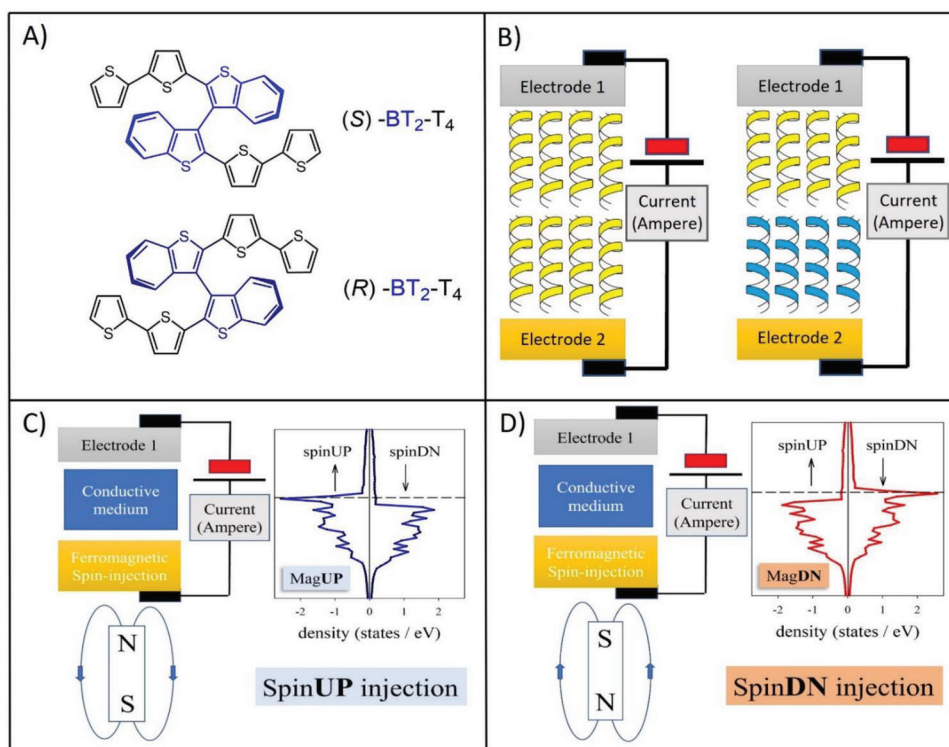 A)
S S S
(S) -BT2-T4
S S S
S S S
(R) -BT2-T4
S S S
B)
Electrode 1
Current
(Ampere)
Electrode 2
Electrode 1
Current
(Ampere)
Electrode 2
C)
Electrode 1
Conductive
medium
Ferromagnetic
Spin-injection
Current
(Ampere)
N
S
spinUP spinDN
MagUP
-2 -1 0 1 2
density (states / eV)
SpinUP injection
D)
Electrode 1
Conductive
medium
Ferromagnetic
Spin-injection
Current
(Ampere)
S
N
spinUP spinDN
MagDN
-2 -1 0 1 2
density (states / eV)
SpinDN injection